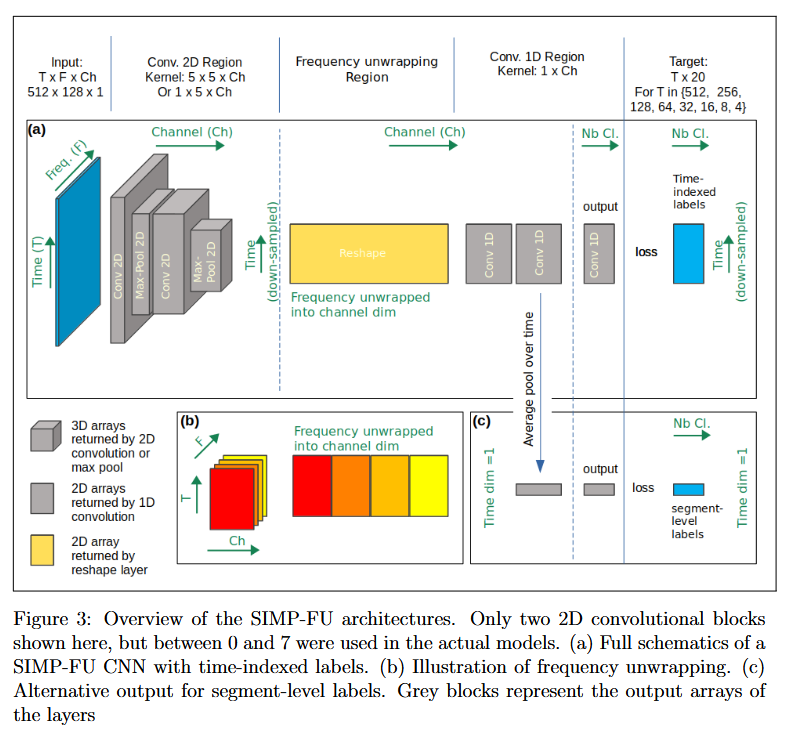 Input:
T x F x Ch
512 x 128 x 1
Conv. 2D Region
Kernel: 5 x 5 x Ch
Or 1 x 5 x Ch
Frequency unwrapping
Region
Conv. 1D Region
Kernel: 1 x Ch
Target:
T x 20
For T in {512,  256,
128, 64, 32, 16, 8, 4}
(a)
Freq. (F)
Time (T)
Channel (Ch)
Conv 2D
Max-Pool 2D
Conv 2D
Max-
Pool 2D
Time
(down-sampled)
Channel (Ch)
Reshape
Frequency unwrapped
into channel dim
Conv 1D
Conv 1D
Nb Cl.
output
Conv 1D
loss
Nb Cl.
Time-
indexed
labels
Time
(down-sampled)
Average pool over time
3D arrays
returned by 2D
convolution or
max pool
2D arrays
returned by 1D
convolution
2D array
returned by
reshape layer
(b)
F
T
Ch
Frequency unwrapped
into channel dim
(c)
Time dim =1
output
loss
Nb Cl.
segment-
level
labels
Time dim =1
Figure 3: Overview of the SIMP-FU architectures. Only two 2D convolutional blocks
shown here, but between 0 and 7 were used in the actual models. (a) Full schematics of a
SIMP-FU CNN with time-indexed labels. (b) Illustration of frequency unwrapping. (c)
Alternative output for segment-level labels. Grey blocks represent the output arrays of
the layers